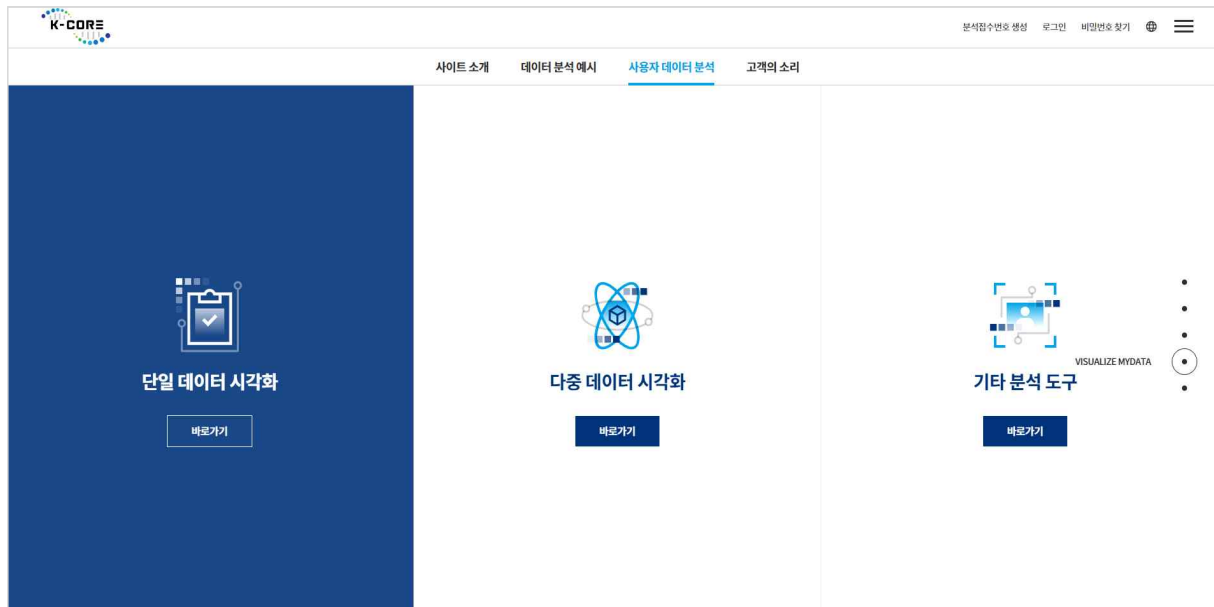 K-CORE
분석접수번호 생성 로그인 비밀번호 찾기
사이트 소개 데이터 분석 예시 사용자 데이터 분석 고객의 소리
단일 데이터 시각화
바로가기
다중 데이터 시각화
바로가기
기타 분석 도구
바로가기
VISUALIZE MYDATA